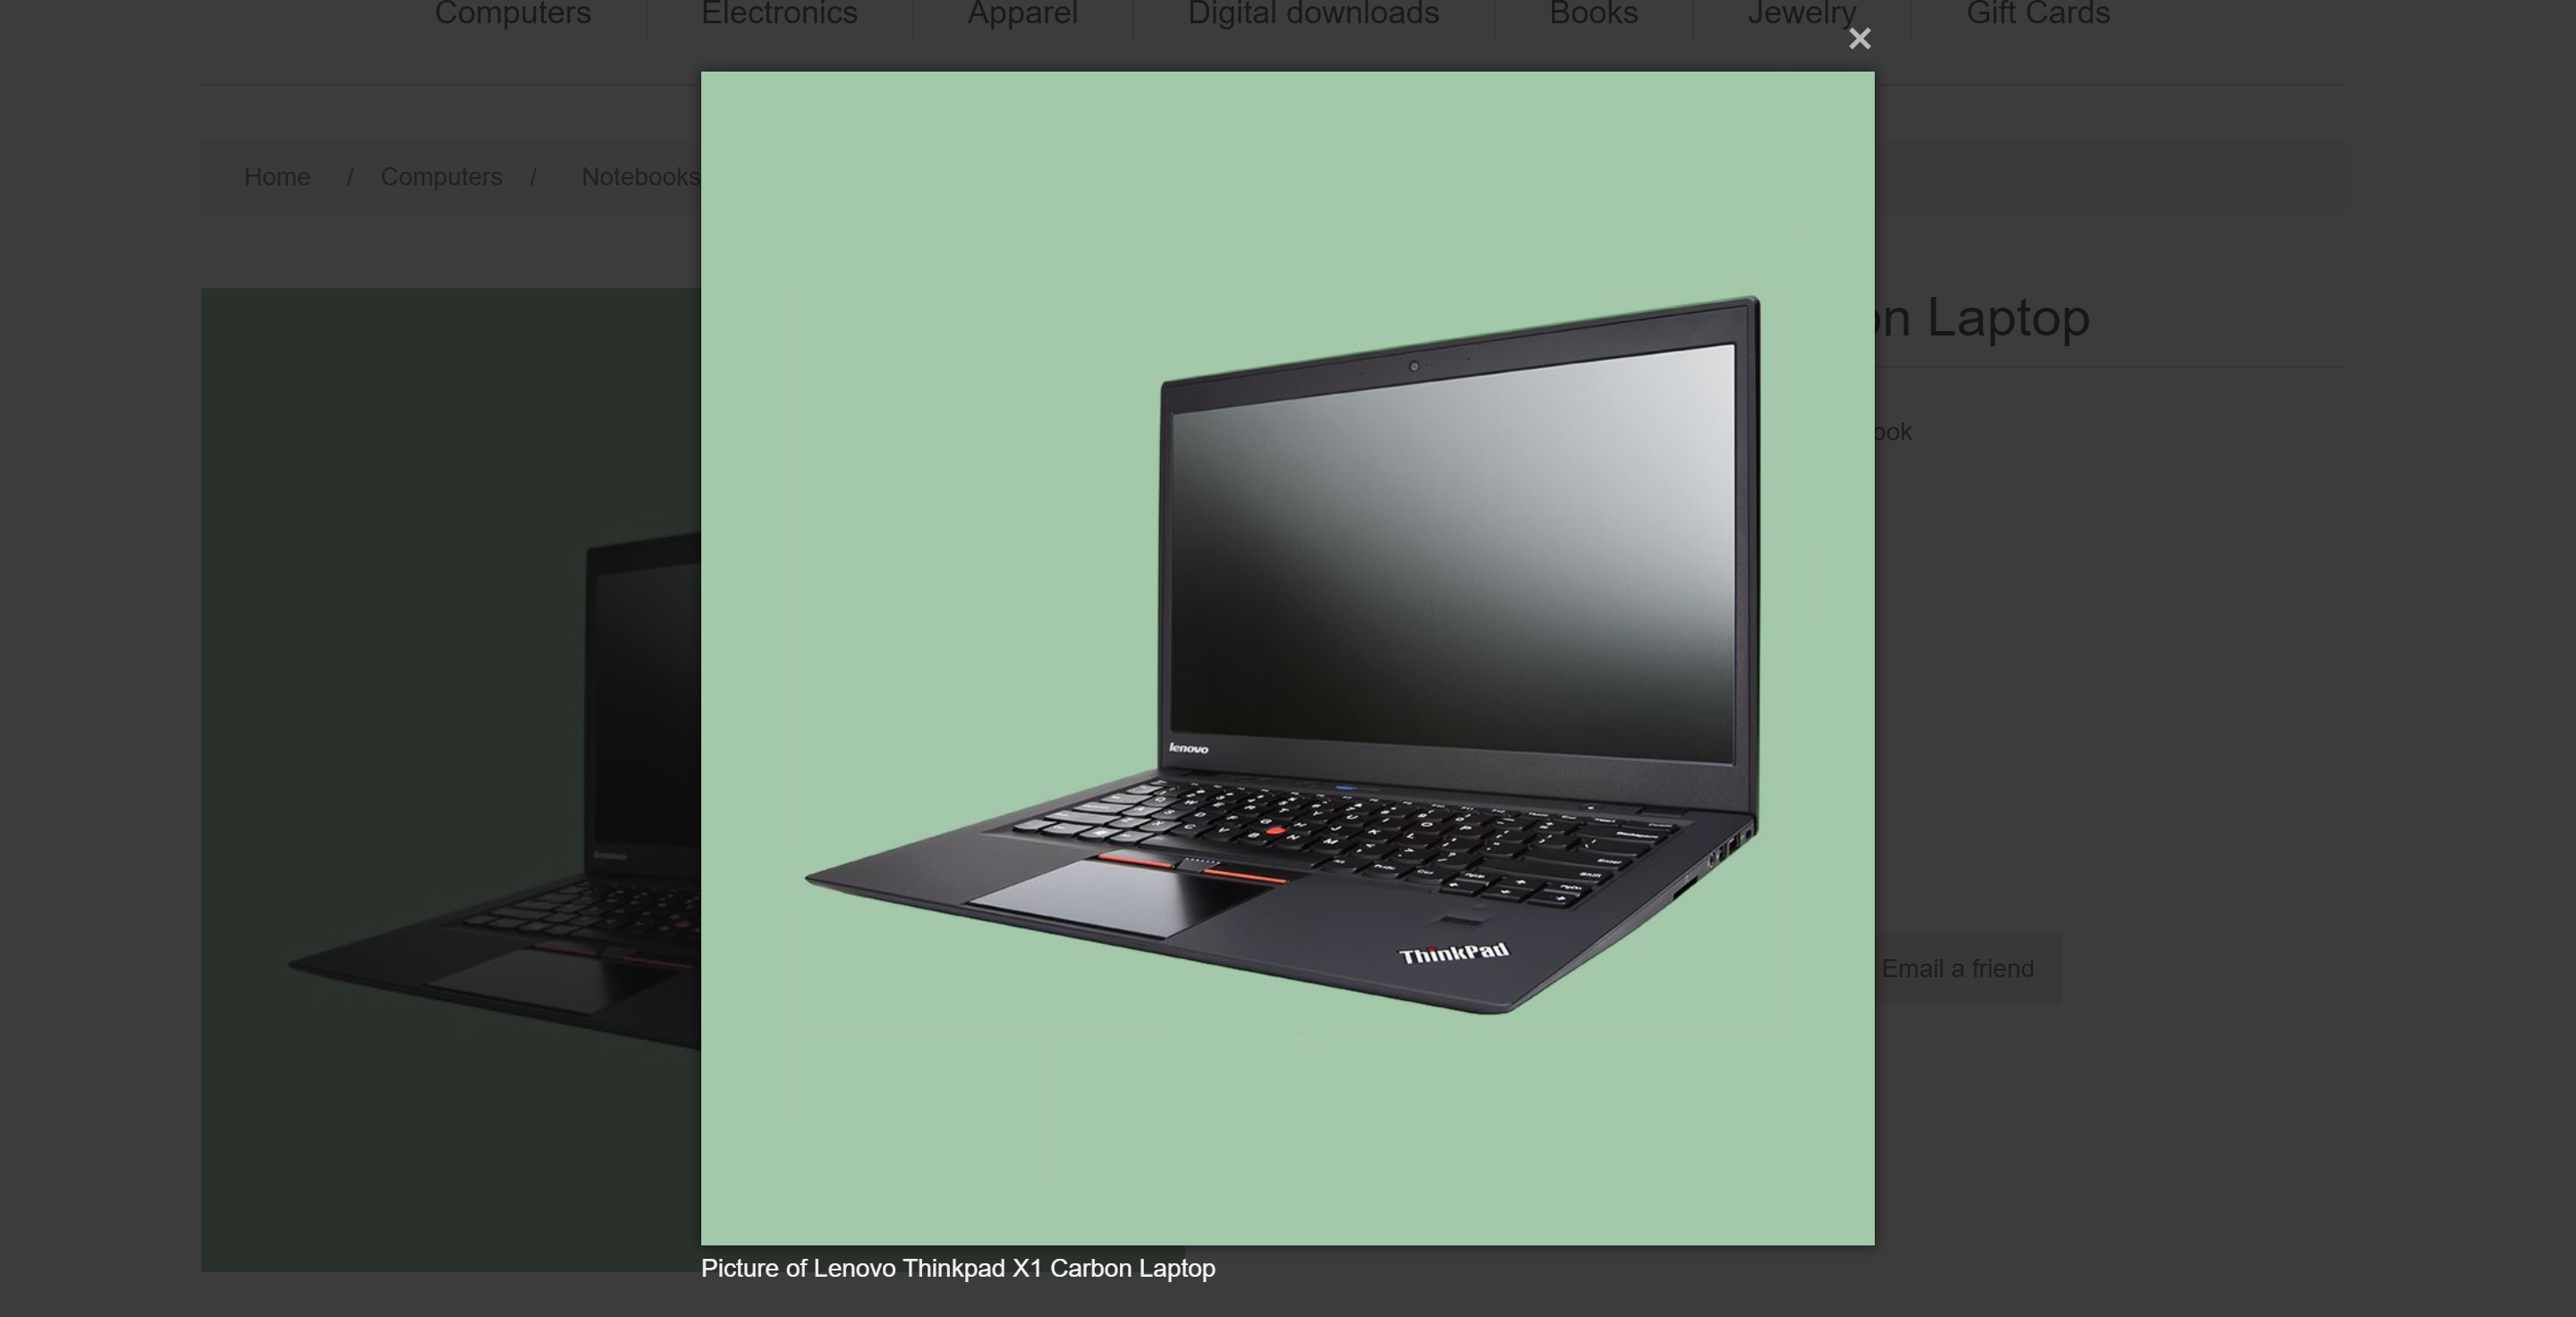 Computers Electronics Apparel Digital downloads Books Jewelry Gift Cards
×
Home / Computers / Notebooks
on Laptop
ook
lenovo
ThinkPad
Email a friend
Picture of Lenovo Thinkpad X1 Carbon Laptop